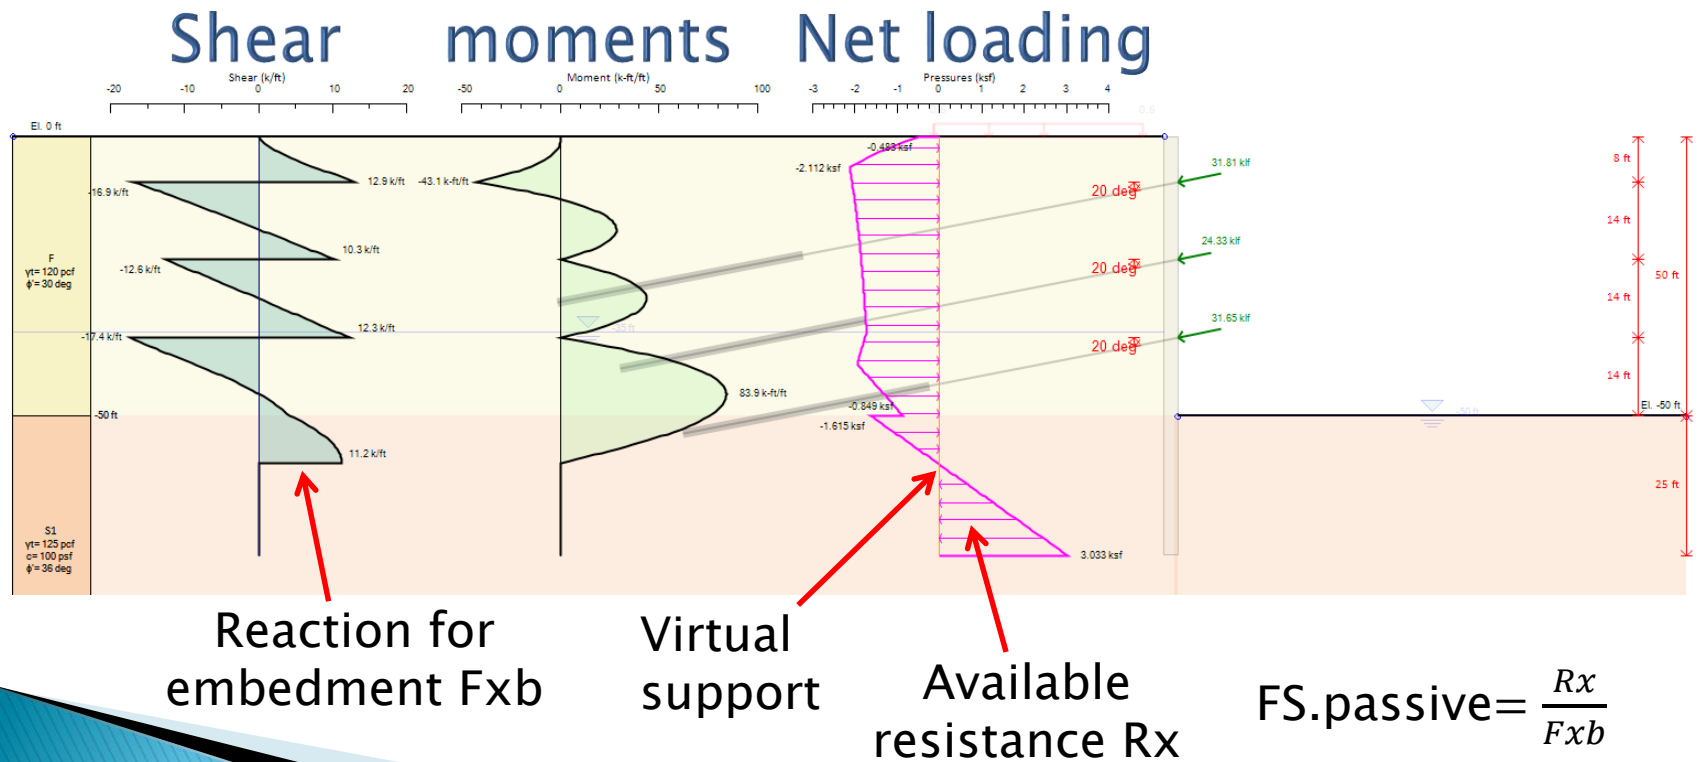 Shear moments Net loading
Shear (k/ft) Moment (k-ft/ft) Pressures (ksf)
-20 -10 0 10 20 -50 0 50 100 -3 -2 -1 0 1 2 3 4
0.6
El. 0 ft
-0.483 ksf
-2.112 ksf
8 ft
31.81 klf
12.9 k/ft -43.1 k-ft/ft
-16.9 k/ft
20 deg
14 ft
10.3 k/ft
24.33 klf
-12.6 k/ft
20 deg
F
γt= 120 pcf
ϕ'= 30 deg
50 ft
14 ft
31.65 klf
12.3 k/ft
-35 ft
-17.4 k/ft
20 deg
14 ft
83.9 k-ft/ft
-0.849 ksf
El. -50 ft
-50 ft
-50 ft
-1.615 ksf
11.2 k/ft
25 ft
S1
γt= 125 pcf
c= 100 psf
ϕ'= 36 deg
3.033 ksf
Reaction for
embedment Fxb
Virtual
support
Available
resistance Rx
FS.passive= Rx/Fxb